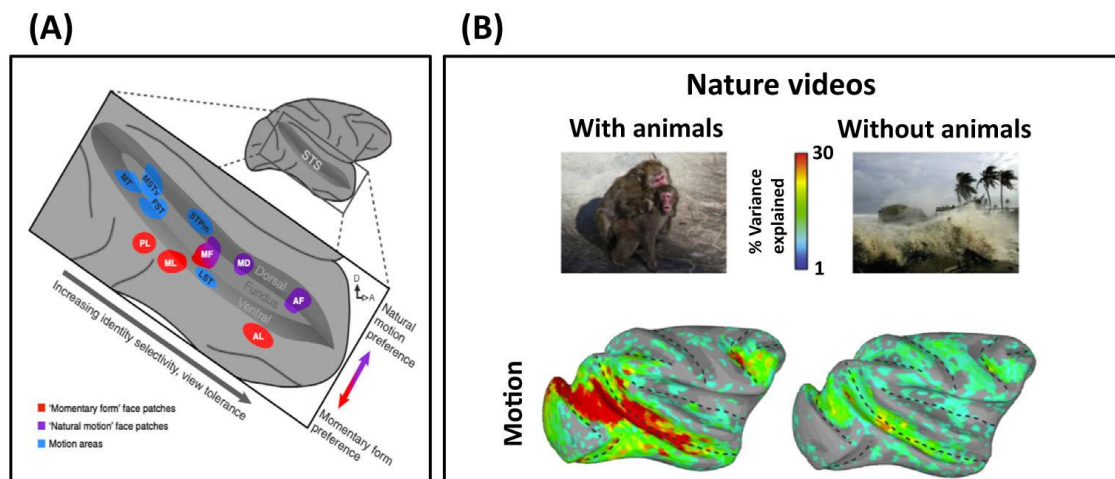 (A)
STS
MT
MSTv
FST
STPm
PL
ML
MF
MD
LST
AF
AL
Dorsal
Fundus
Ventral
D
A
Increasing identity selectivity, view tolerance
Natural
motion
preference
Momentary form
preference
'Momentary form' face patches
'Natural motion' face patches
Motion areas
(B)
Nature videos
With animals
Without animals
% Variance
explained
30
1
Motion